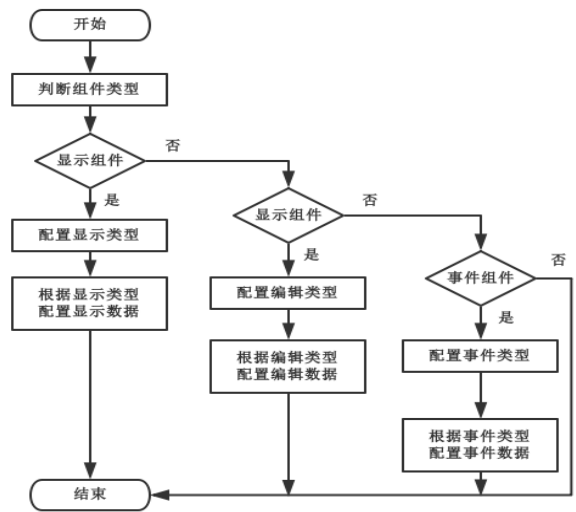 开始
判断组件类型
显示组件
否
是
配置显示类型
根据显示类型
配置显示数据
显示组件
否
是
配置编辑类型
根据编辑类型
配置编辑数据
事件组件
否
是
配置事件类型
根据事件类型
配置事件数据
结束